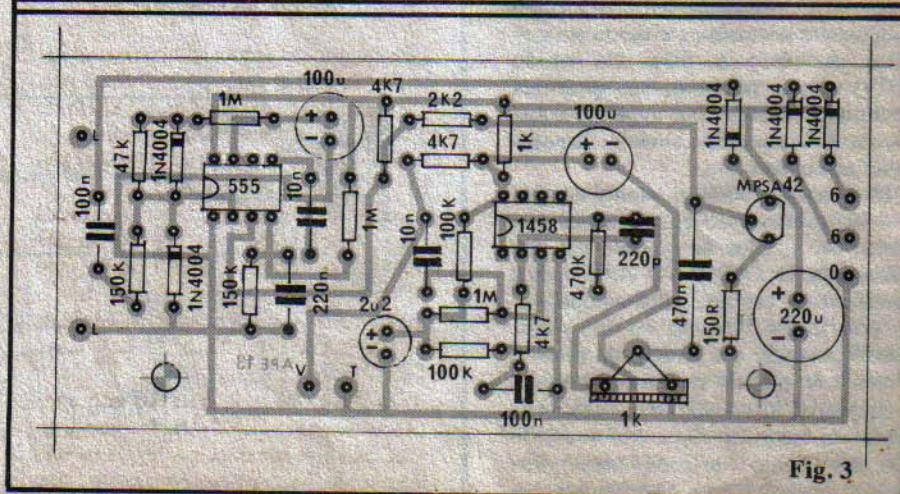 100u
4K7
2K2
100u
1N4004
1N4004
1N4004
1M
47K
1N4004
4K7
1K
L
100n
555
10n
1M
MPSA42
6
10n
100K
1458
6
150K
1N4004
150K
220n
470K
220p
470n
150R
0
2u2
1M
4K7
220u
L
APE 13
V
T
100K
100n
1k
Fig. 3